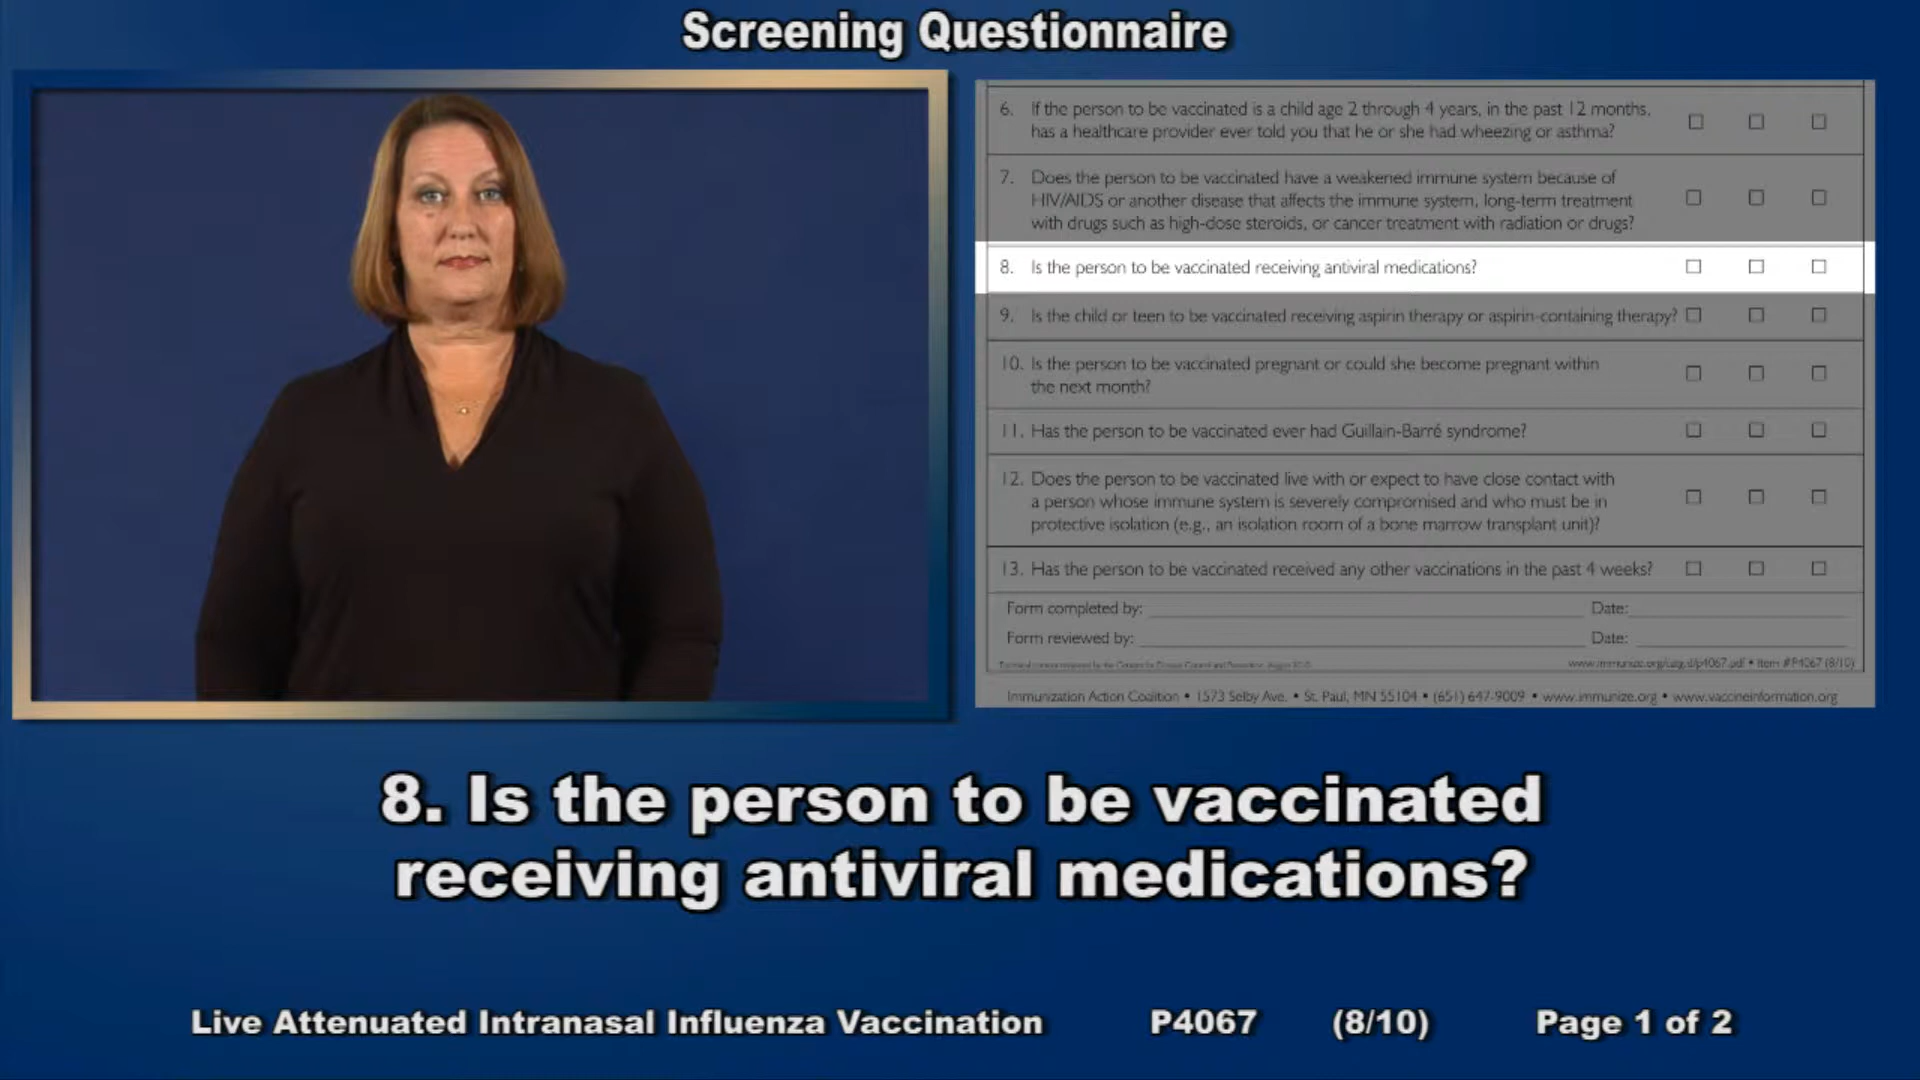 Screening Questionnaire
6. If the person to be vaccinated is a child age 2 through 4 years, in the past 12 months,
has a healthcare provider ever told you that he or she had wheezing or asthma?
7. Does the person to be vaccinated have a weakened immune system because of
HIV/AIDS or another disease that affects the immune system, long-term treatment
with drugs such as high-dose steroids, or cancer treatment with radiation or drugs?
8. Is the person to be vaccinated receiving antiviral medications?
9. Is the child or teen to be vaccinated receiving aspirin therapy or aspirin-containing therapy?
10. Is the person to be vaccinated pregnant or could she become pregnant within
the next month?
11. Has the person to be vaccinated ever had Guillain-Barré syndrome?
12. Does the person to be vaccinated live with or expect to have close contact with
a person whose immune system is severely compromised and who must be in
protective isolation (e.g., an isolation room of a bone marrow transplant unit)?
13. Has the person to be vaccinated received any other vaccinations in the past 4 weeks?
Form completed by: Date:
Form reviewed by: Date:
www.immunize.org/catg.d/p4067.pdf • Item #P4067 (8/10)
Immunization Action Coalition • 1573 Selby Ave. • St. Paul, MN 55104 • (651) 647-9009 • www.immunize.org • www.vaccineinformation.org
8. Is the person to be vaccinated
receiving antiviral medications?
Live Attenuated Intranasal Influenza Vaccination P4067 (8/10) Page 1 of 2